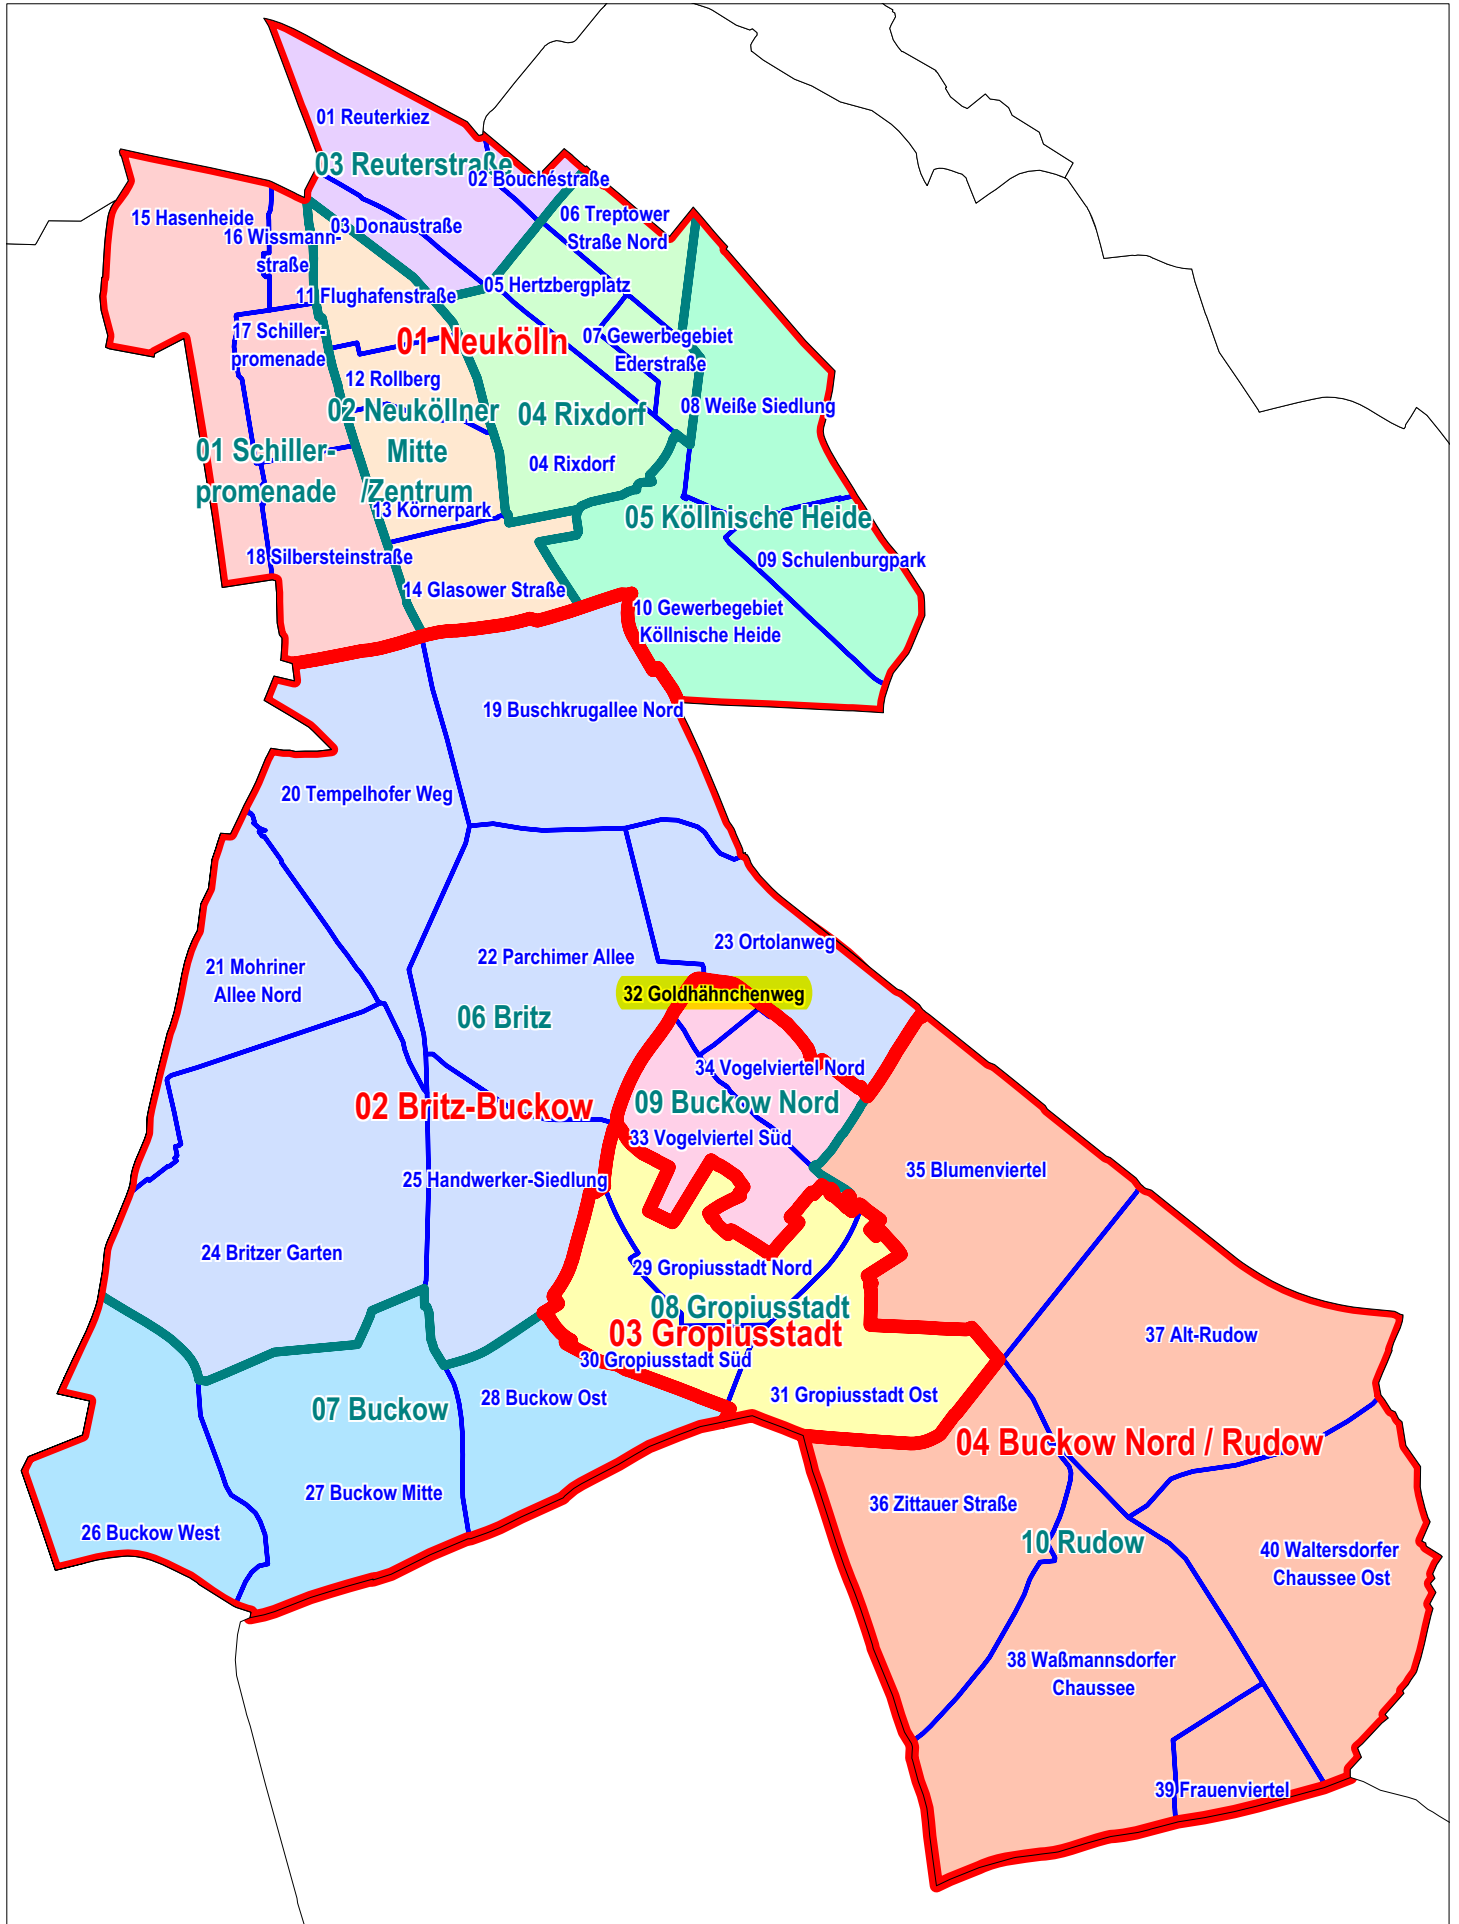 01 Reuterkiez
03 Reuterstraße
02 Bouchéstraße
15 Hasenheide
16 Wissmann-
straße
03 Donaustraße
06 Treptower
Straße Nord
05 Hertzbergplatz
11 Flughafenstraße
17 Schiller-
promenade
01 Neukölln
07 Gewerbegebiet
Ederstraße
12 Rollberg
08 Weiße Siedlung
02 Neuköllner
Mitte
/Zentrum
04 Rixdorf
01 Schiller-
promenade
04 Rixdorf
13 Körnerpark
05 Köllnische Heide
18 Silbersteinstraße
09 Schulenburgpark
14 Glasower Straße
10 Gewerbegebiet
Köllnische Heide
19 Buschkrugallee Nord
20 Tempelhofer Weg
23 Ortolanweg
22 Parchimer Allee
21 Mohriner
Allee Nord
32 Goldhähnchenweg
06 Britz
34 Vogelviertel Nord
02 Britz-Buckow
09 Buckow Nord
33 Vogelviertel Süd
35 Blumenviertel
25 Handwerker-Siedlung
24 Britzer Garten
29 Gropiusstadt Nord
08 Gropiusstadt
03 Gropiusstadt
37 Alt-Rudow
30 Gropiusstadt Süd
31 Gropiusstadt Ost
28 Buckow Ost
07 Buckow
04 Buckow Nord / Rudow
27 Buckow Mitte
36 Zittauer Straße
26 Buckow West
10 Rudow
40 Waltersdorfer
Chaussee Ost
38 Waßmannsdorfer
Chaussee
39 Frauenviertel